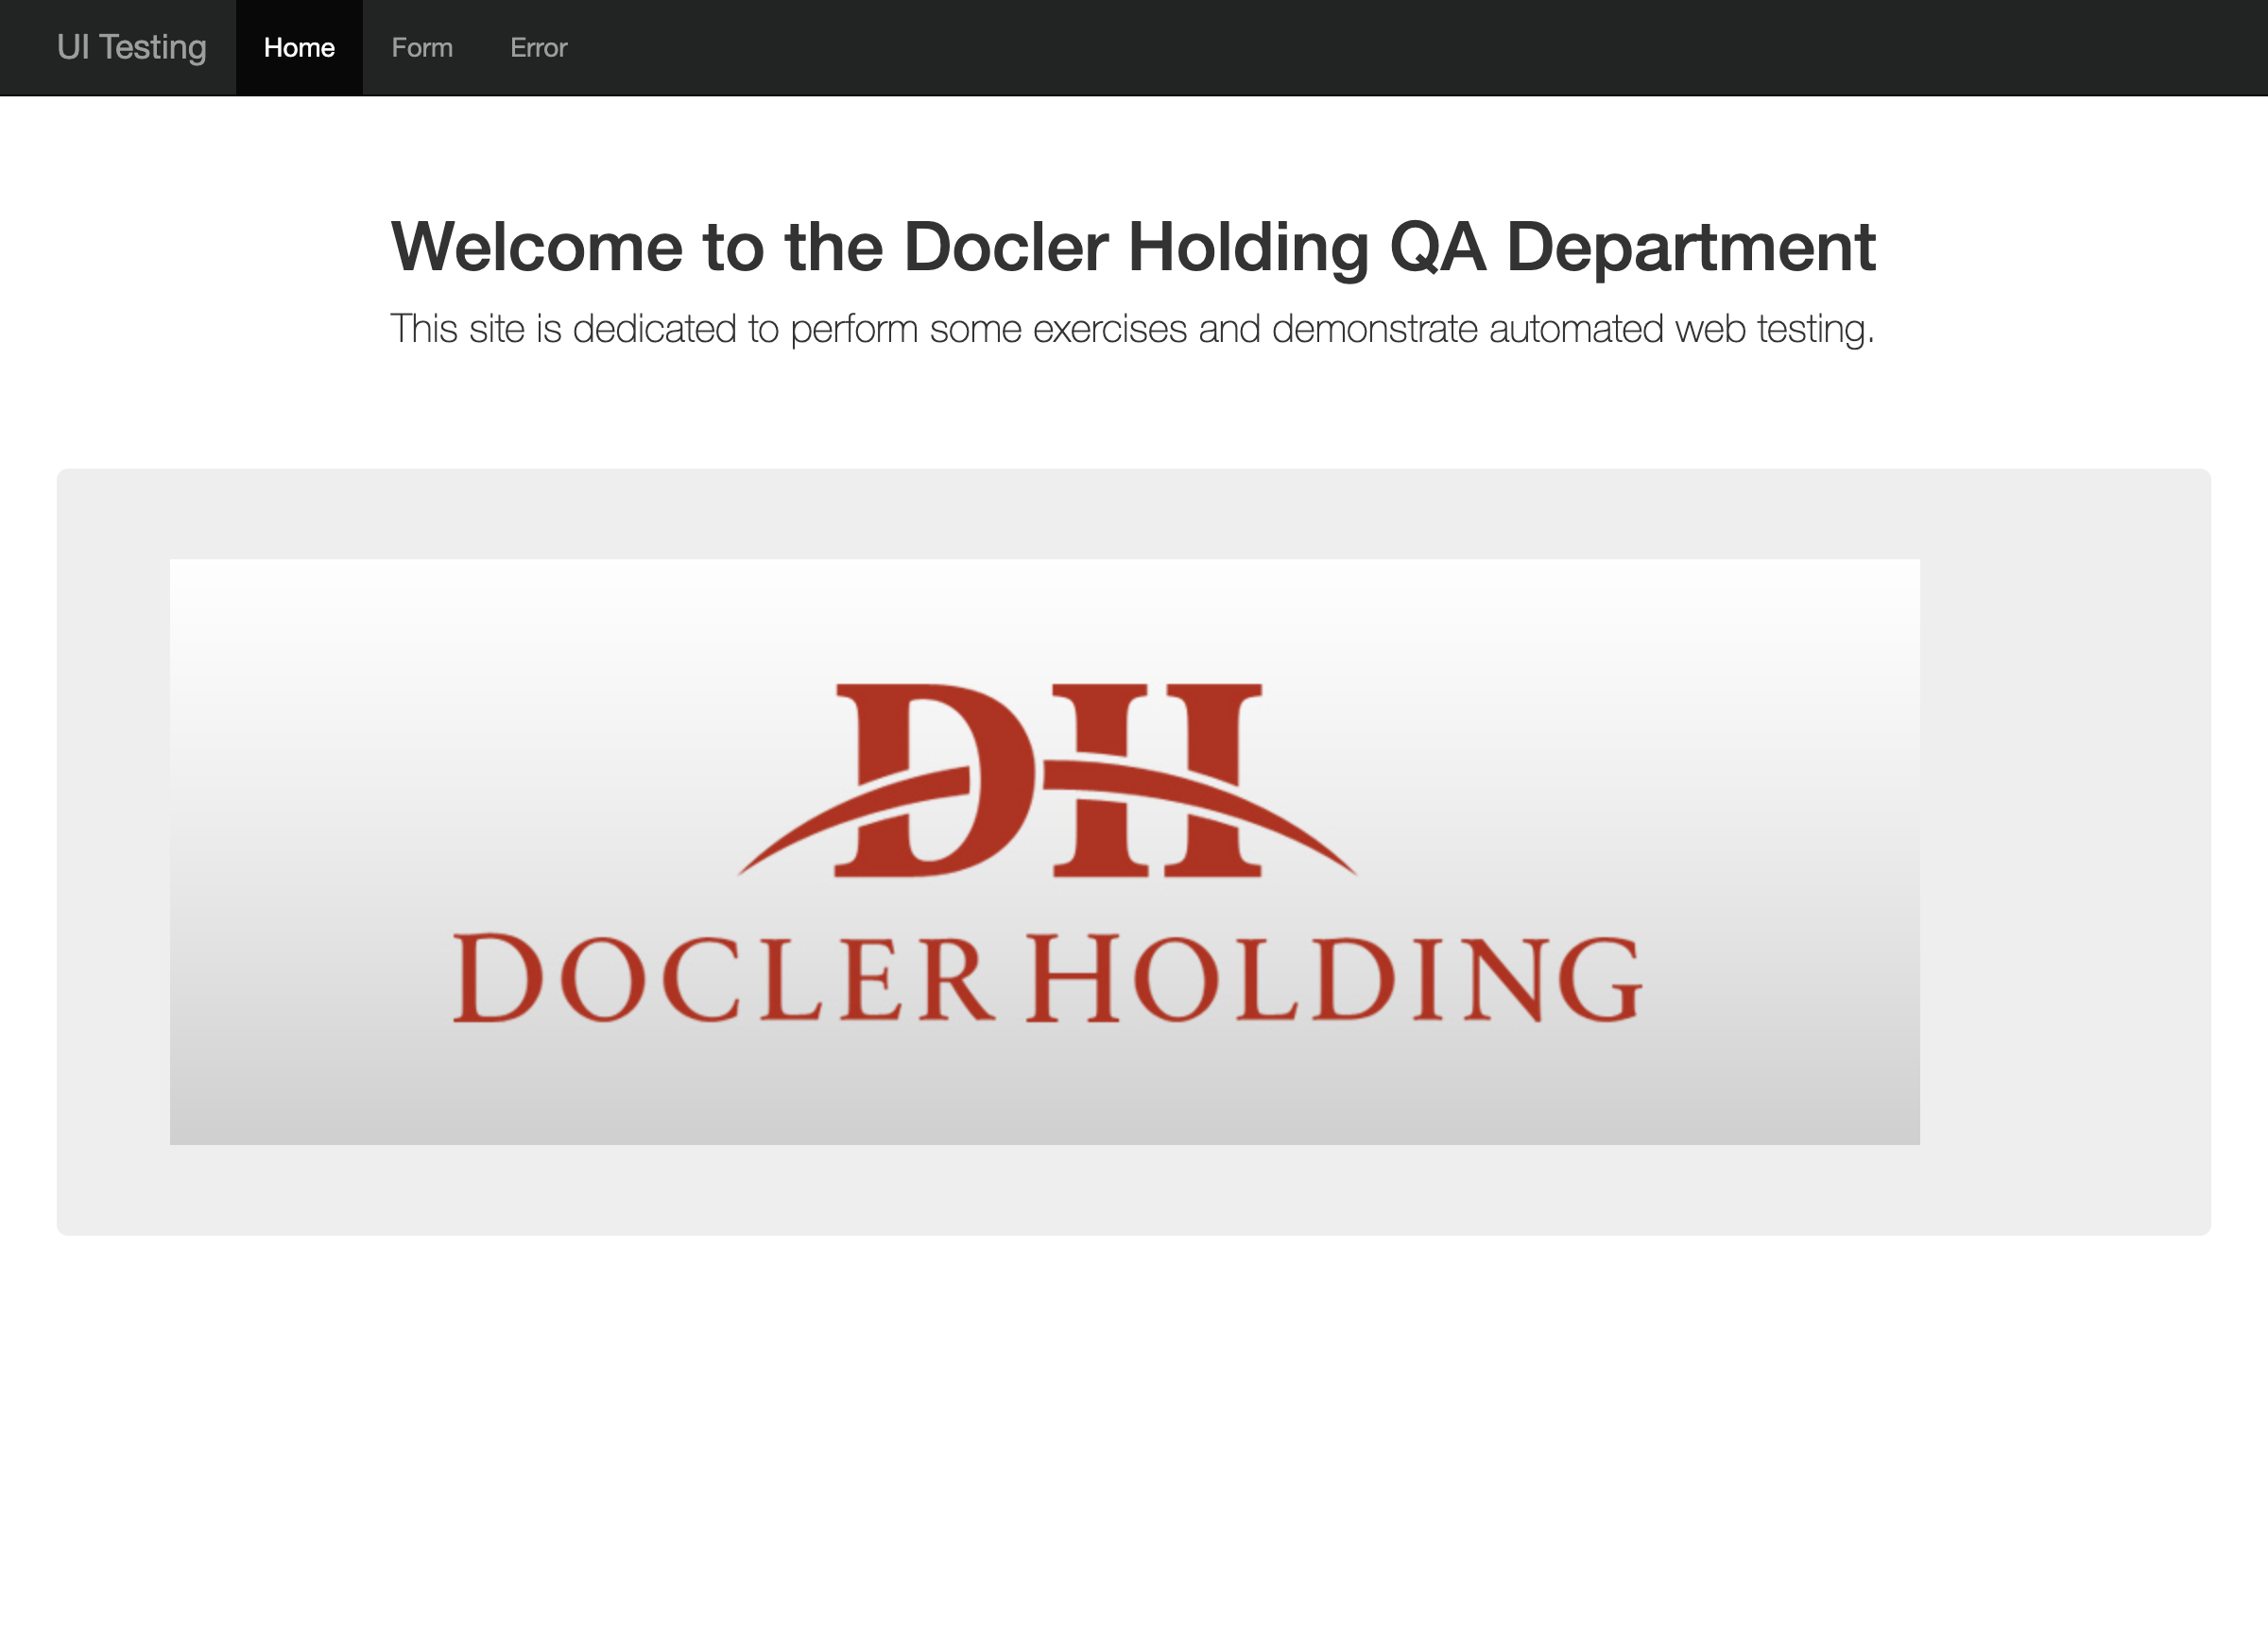 UI Testing Home Form Error
Welcome to the Docler Holding QA Department
This site is dedicated to perform some exercises and demonstrate automated web testing.
DH
DOCLER HOLDING